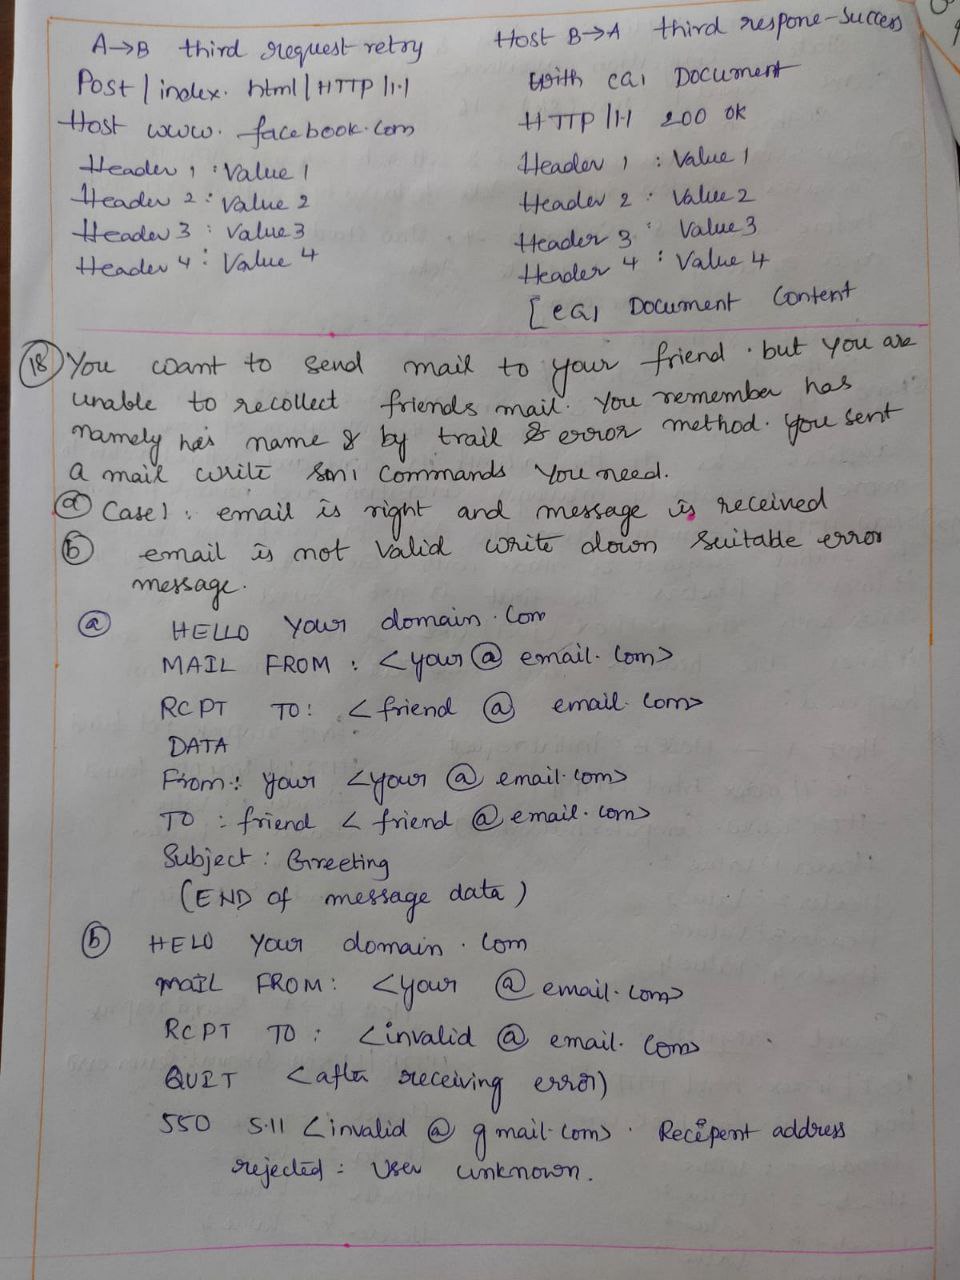 A→B third request retry
Post / index. html / HTTP /1.1
Host www. facebook.com
Header 1 : Value 1
Header 2 : Value 2
Header 3 : Value 3
Header 4 : Value 4
Host B→A third respone-success
With ca1 Document
HTTP /1.1 200 ok
Header 1 : Value 1
Header 2 : Value 2
Header 3 : Value 3
Header 4 : Value 4
[ca1 Document Content
18 You want to send mail to your friend. but you are
unable to recollect friends mail. You remember has
namely his name & by trail & error method. you sent
a mail write Commands You need.
a Case1 : email is right and message is received
b email is not Valid write down suitable error
message.
a HELLO Your domain.com
MAIL FROM : <your @ email.com>
RCPT TO : <friend @ email.com>
DATA
From : your <your @ email.com>
TO : friend < friend @ email.com>
Subject : Greeting
(END of message data)
b HELO Your domain.com
MAIL FROM : <your @ email.com>
RCPT TO : <invalid @ email.com>
QUIT <after receiving error)
550 5.11 <invalid @ gmail.com> . Recipent address
rejected : User unknown.